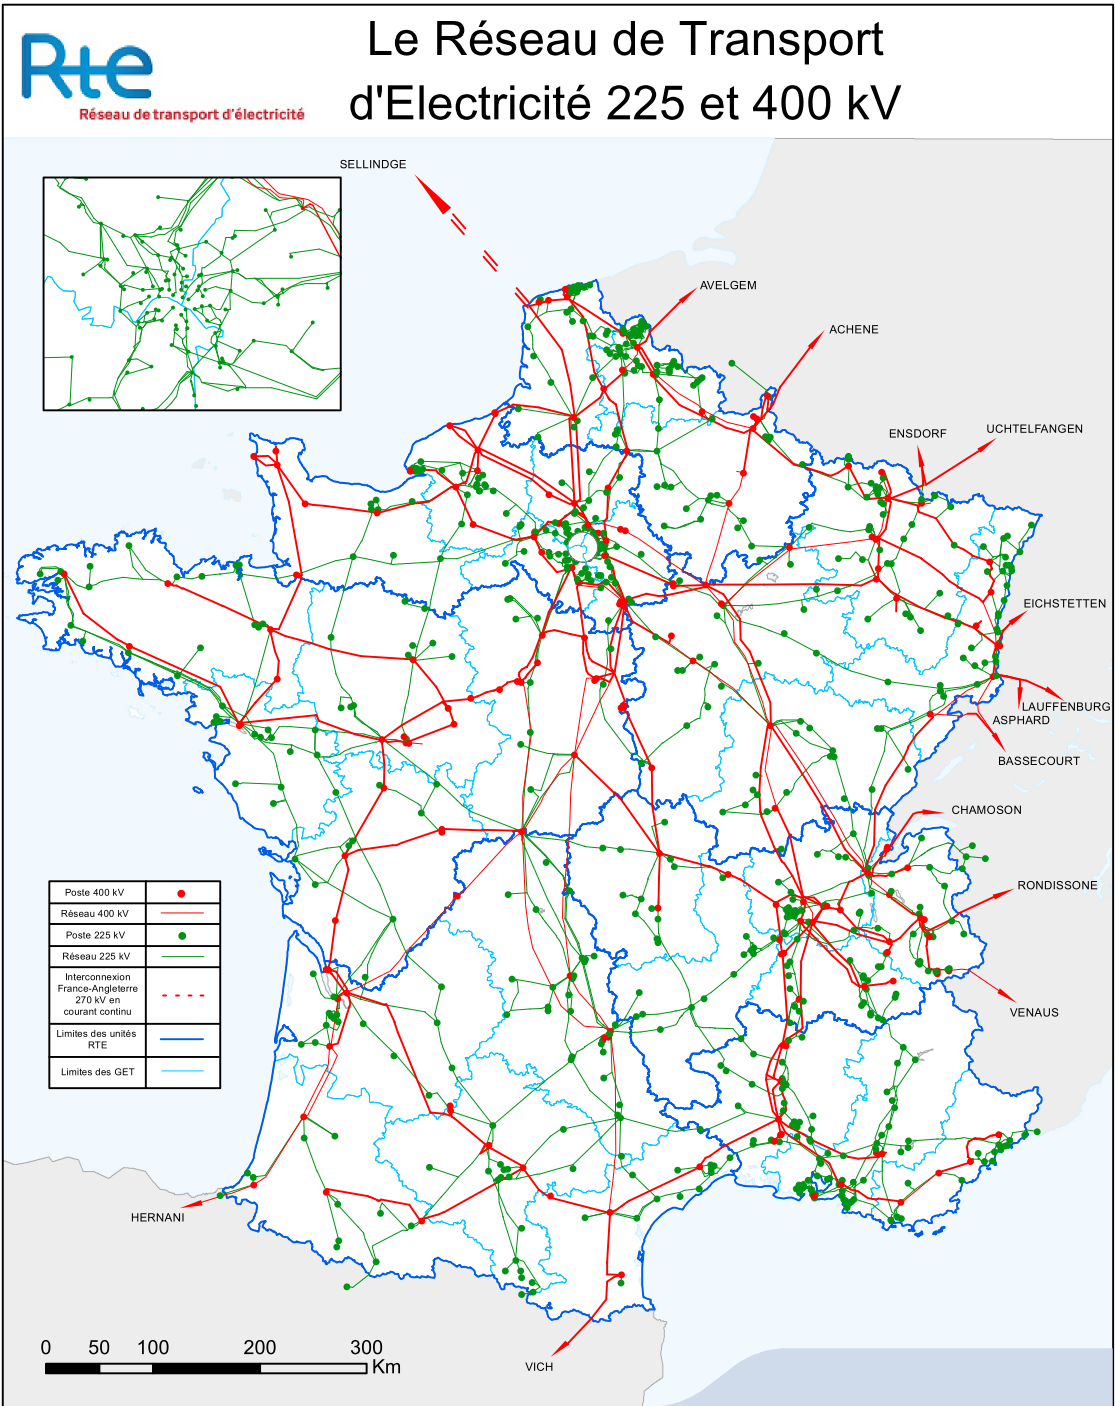 Rte
Réseau de transport d'électricité
Le Réseau de Transport
d'Electricité 225 et 400 kV
SELLINDGE
AVELGEM
ACHENE
UCHTELFANGEN
ENSDORF
EICHSTETTEN
LAUFFENBURG
ASPHARD
BASSECOURT
CHAMOSON
RONDISSONE
VENAUS
Poste 400 kV
Réseau 400 kV
Poste 225 kV
Réseau 225 kV
Interconnexion
France-Angleterre
270 kV en
courant continu
Limites des unités
RTE
Limites des GET
HERNANI
VICH
0 50 100 200 300
Km